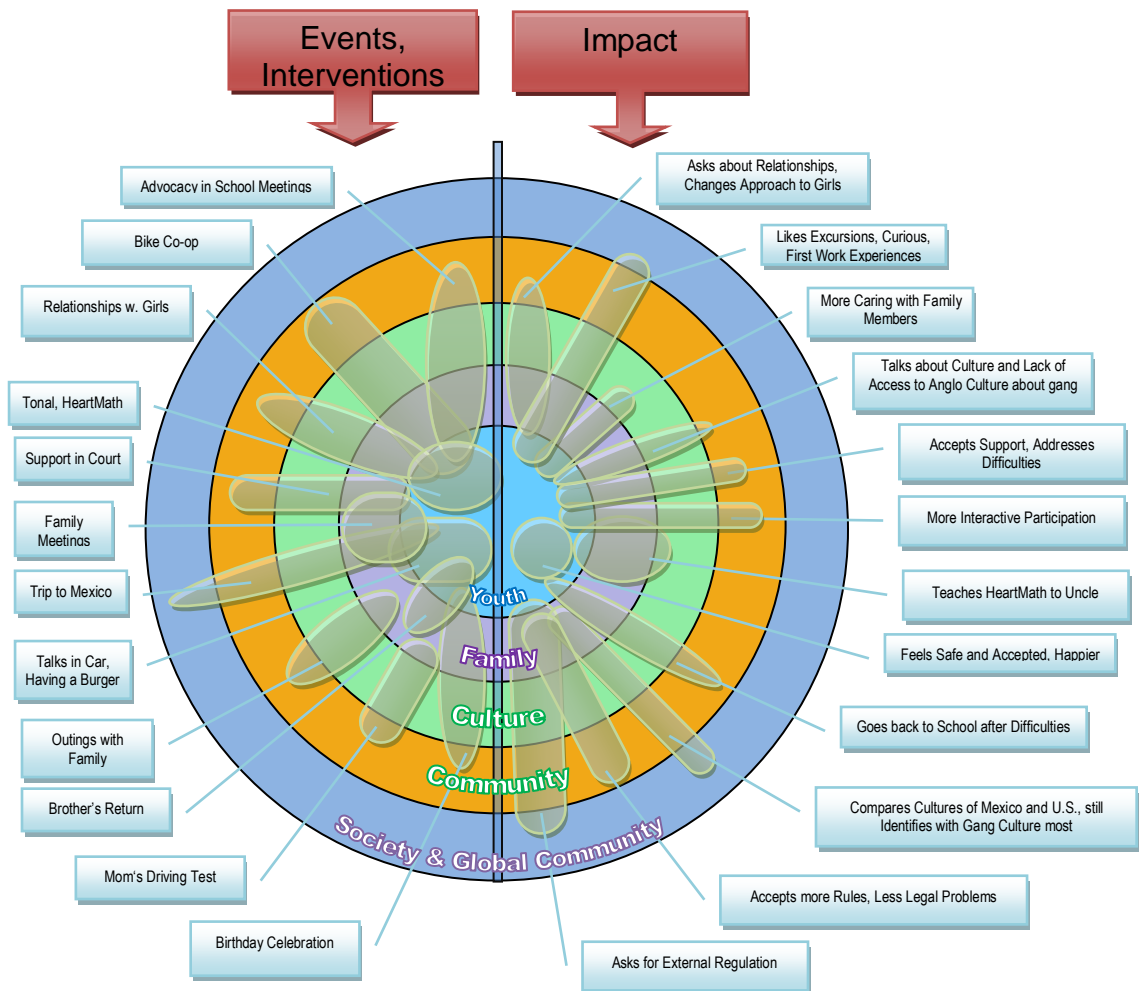 Events,
Interventions
Impact
Advocacy in School Meetings
Bike Co-op
Relationships w. Girls
Tonal, HeartMath
Support in Court
Family
Meetings
Trip to Mexico
Talks in Car,
Having a Burger
Outings with
Family
Brother's Return
Mom's Driving Test
Birthday Celebration
Asks about Relationships,
Changes Approach to Girls
Likes Excursions, Curious,
First Work Experiences
More Caring with Family
Members
Talks about Culture and Lack of
Access to Anglo Culture about gang
Accepts Support, Addresses
Difficulties
More Interactive Participation
Teaches HeartMath to Uncle
Feels Safe and Accepted, Happier
Goes back to School after Difficulties
Compares Cultures of Mexico and U.S., still
Identifies with Gang Culture most
Accepts more Rules, Less Legal Problems
Asks for External Regulation
Youth
Family
Culture
Community
Society & Global Community